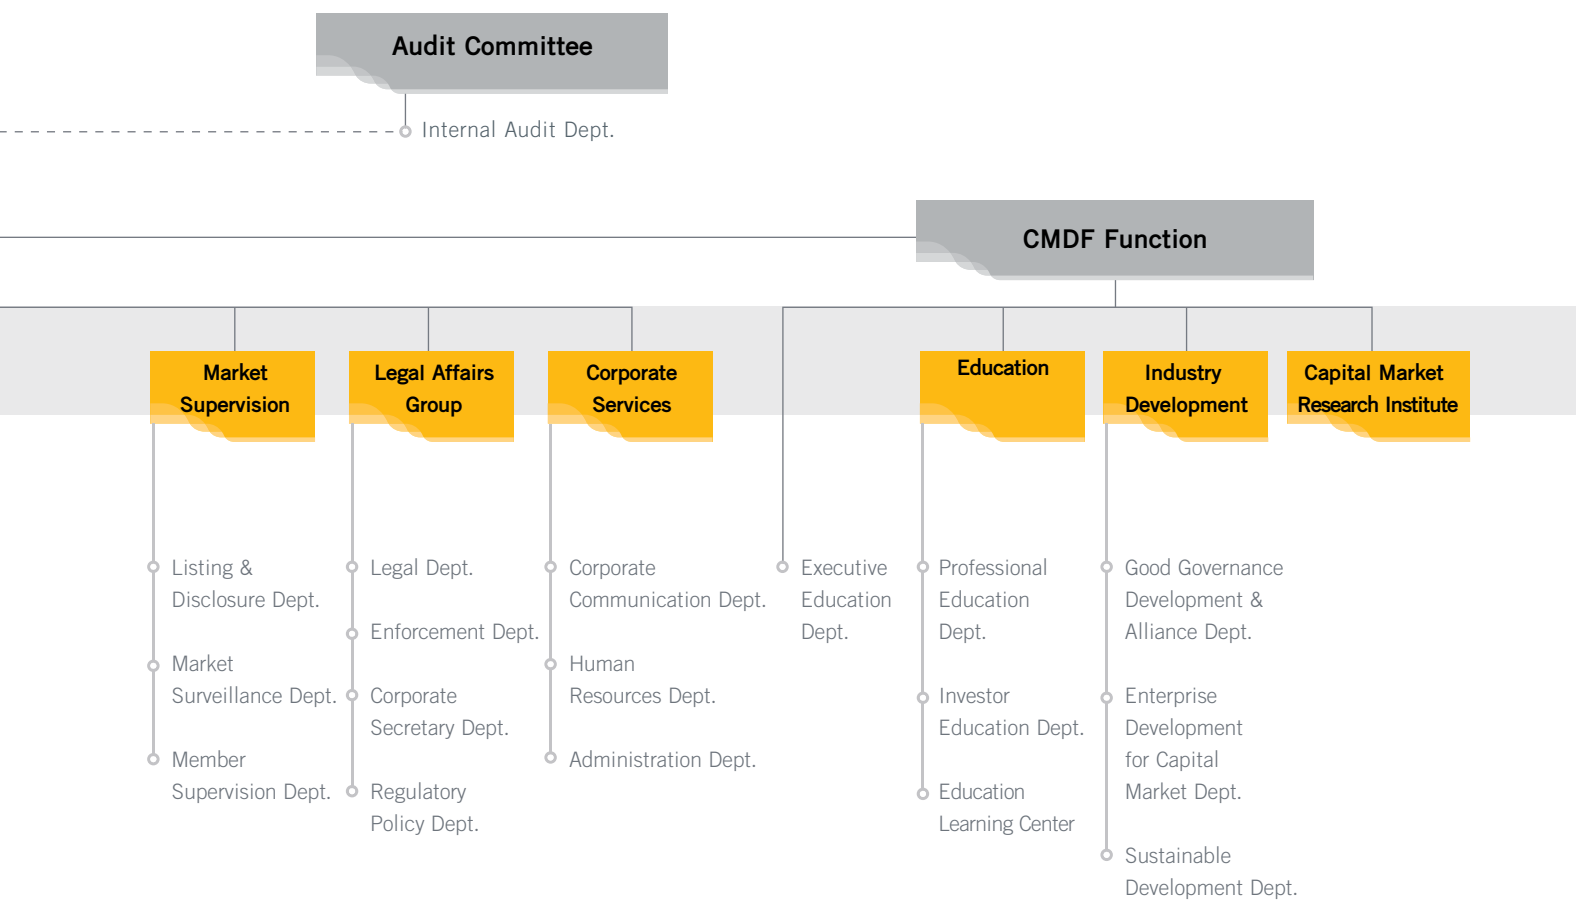 Audit Committee
Internal Audit Dept.
CMDF Function
Market
Supervision
Legal Affairs
Group
Corporate
Services
Education
Industry
Development
Capital Market
Research Institute
Listing &
Disclosure Dept.
Market
Surveillance Dept.
Member
Supervision Dept.
Legal Dept.
Enforcement Dept.
Corporate
Secretary Dept.
Regulatory
Policy Dept.
Corporate
Communication Dept.
Human
Resources Dept.
Administration Dept.
Executive
Education
Dept.
Professional
Education
Dept.
Investor
Education Dept.
Education
Learning Center
Good Governance
Development &
Alliance Dept.
Enterprise
Development
for Capital
Market Dept.
Sustainable
Development Dept.